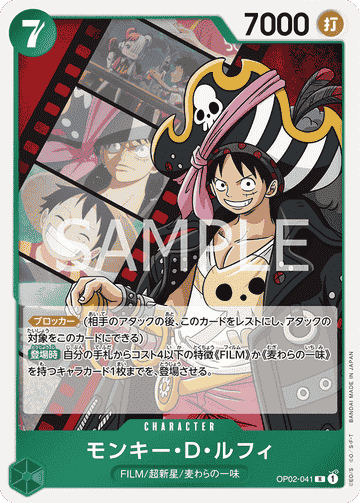 7
7000 打
SAMPLE
ブロッカー (相手のアタックの後、このカードをレストにし、アタックの
対象をこのカードにできる)
登場時 自分の手札からコスト4以下の特徴《FILM》か《麦わらの一味》
を持つキャラカード1枚までを、登場させる。
CHARACTER
モンキー・D・ルフィ
FILM/超新星/麦わらの一味
OP02-041 R 1
BANDAI MADE IN JAPAN